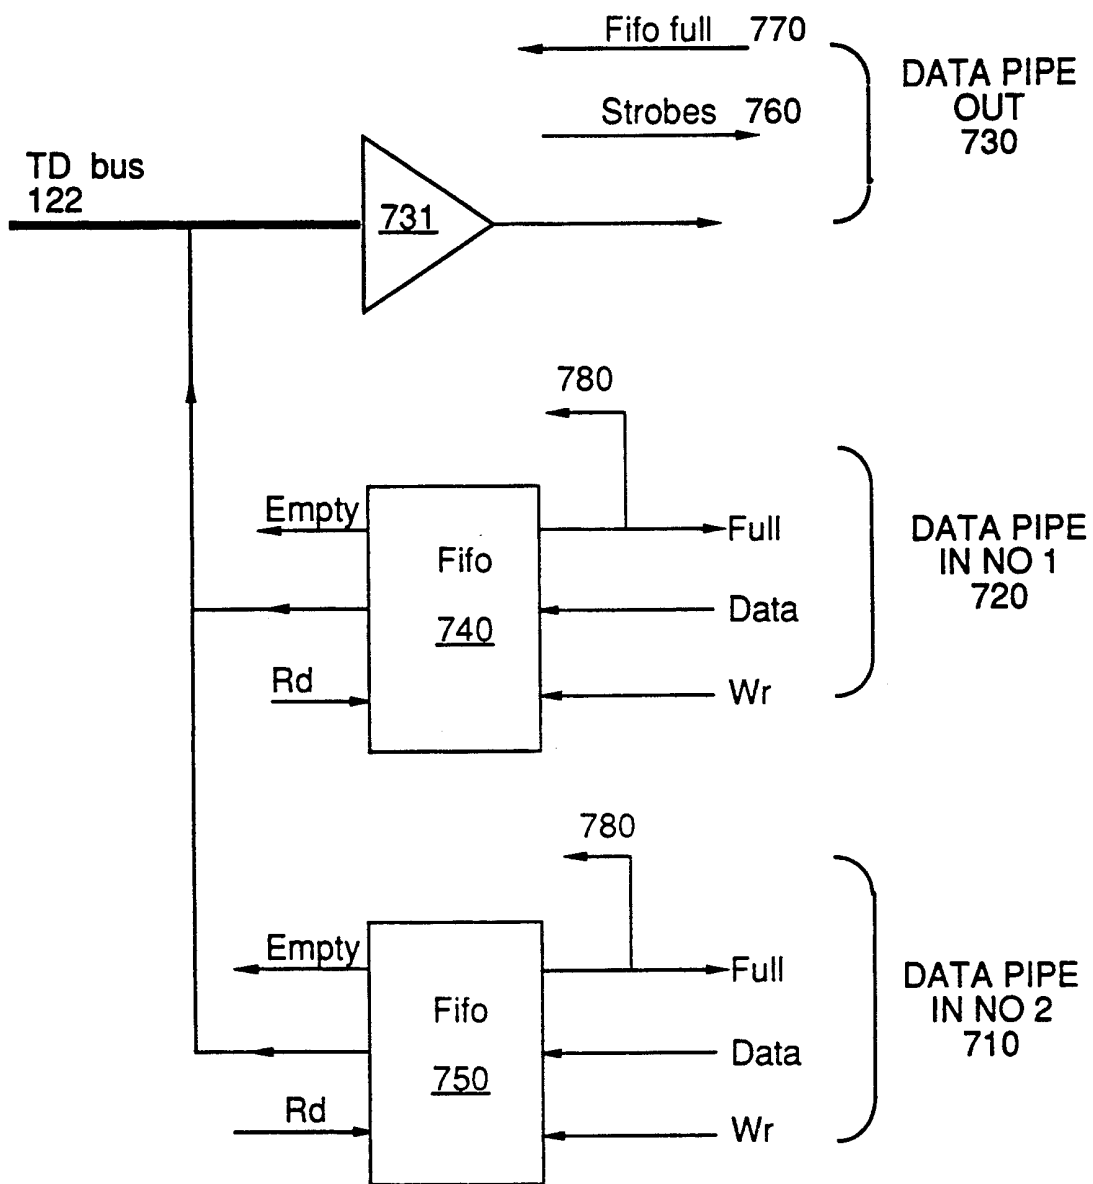 Fifo full 770
DATA PIPE
OUT
730
Strobes 760
TD bus
122
731
780
Empty
Full
DATA PIPE
IN NO 1
720
Fifo
740
Data
Rd
Wr
780
Empty
Full
DATA PIPE
IN NO 2
710
Fifo
750
Data
Rd
Wr